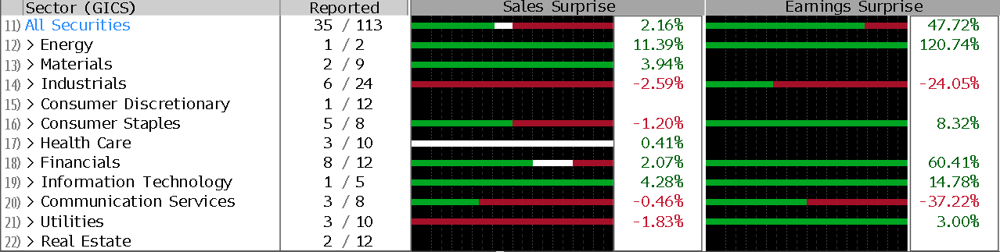 Sector (GICS) Reported Sales Surprise Earnings Surprise
11) All Securities 35 / 113 2.16% 47.72%
12) > Energy 1 / 2 11.39% 120.74%
13) > Materials 2 / 9 3.94%
14) > Industrials 6 / 24 -2.59% -24.05%
15) > Consumer Discretionary 1 / 12
16) > Consumer Staples 5 / 8 -1.20% 8.32%
17) > Health Care 3 / 10 0.41%
18) > Financials 8 / 12 2.07% 60.41%
19) > Information Technology 1 / 5 4.28% 14.78%
20) > Communication Services 3 / 8 -0.46% -37.22%
21) > Utilities 3 / 10 -1.83% 3.00%
22) > Real Estate 2 / 12